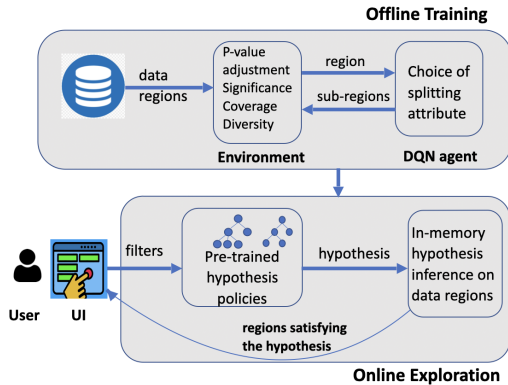 Offline Training
data
regions
P-value
adjustment
Significance
Coverage
Diversity
region
sub-regions
Choice of
splitting
attribute
Environment
DQN agent
filters
Pre-trained
hypothesis
policies
hypothesis
In-memory
hypothesis
inference on
data regions
User
UI
regions satisfying
the hypothesis
Online Exploration